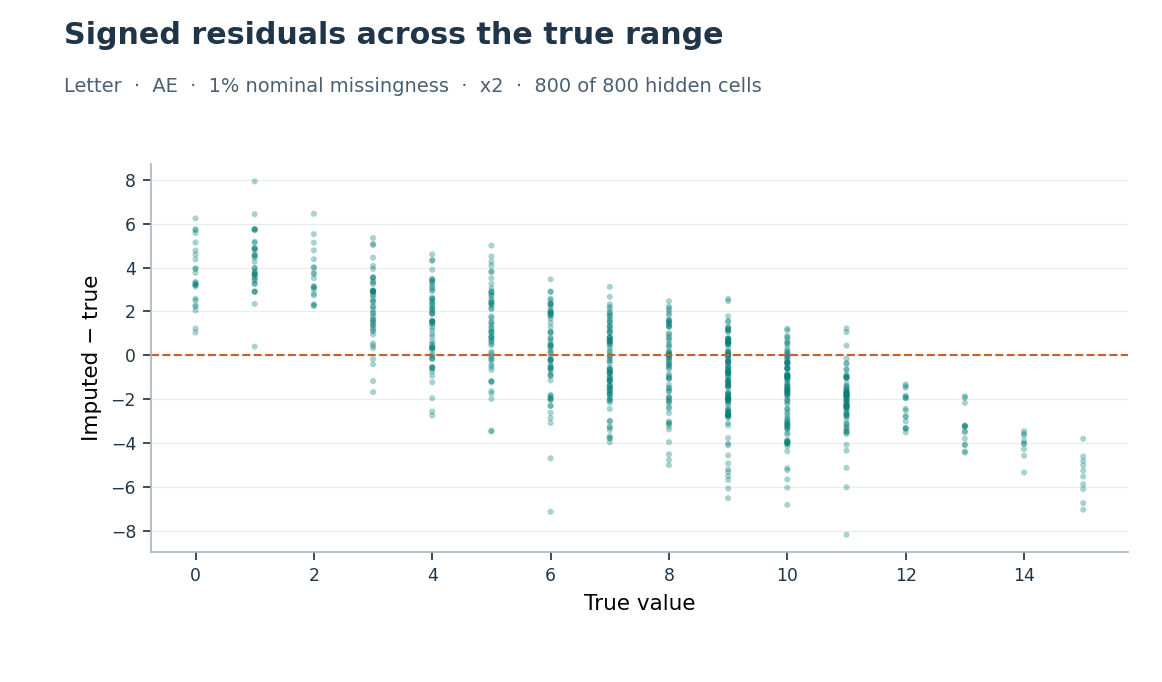 Signed residuals across the true range
Letter · AE · 1% nominal missingness · x2 · 800 of 800 hidden cells
8
6
4
2
0
−2
−4
−6
−8
Imputed − true
0 2 4 6 8 10 12 14
True value